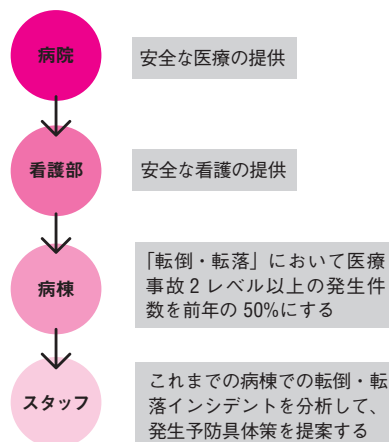 病院
安全な医療の提供
看護部
安全な看護の提供
病棟
「転倒・転落」において医療
事故2レベル以上の発生件
数を前年の50%にする
スタッフ
これまでの病棟での転倒・転
落インシデントを分析して、
発生予防具体策を提案する